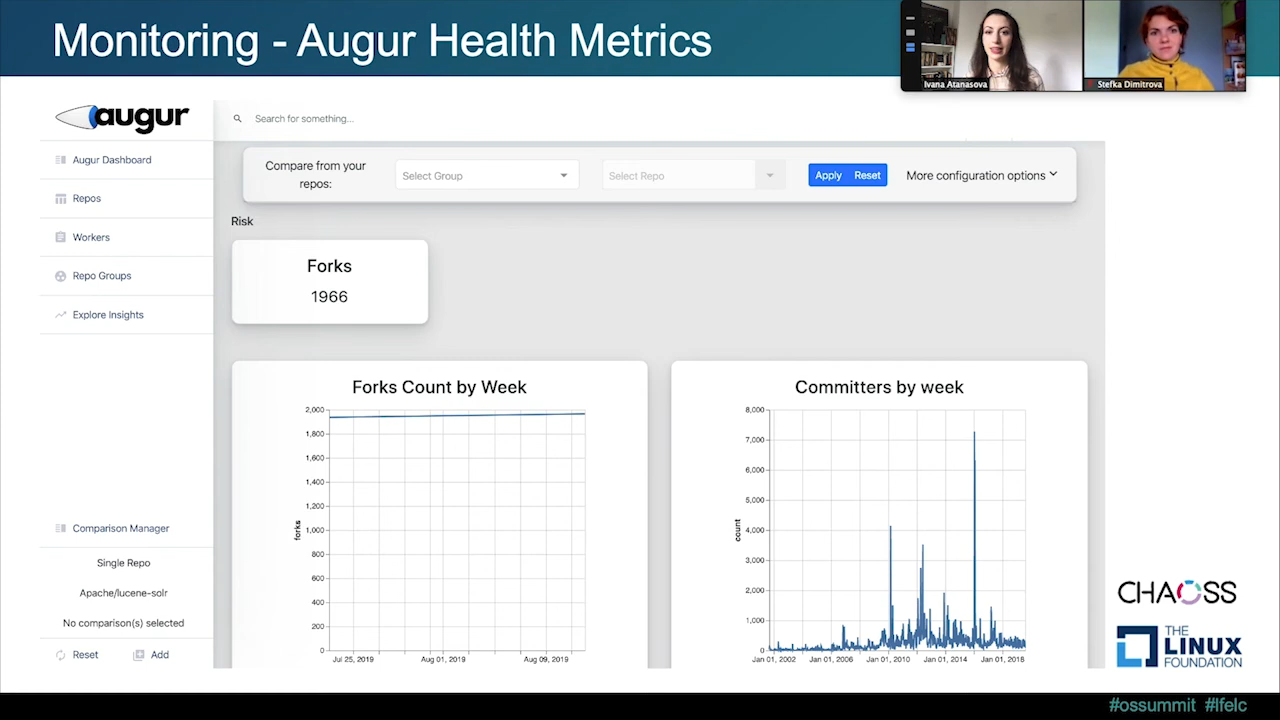 Monitoring - Augur Health Metrics
Ivana Atanasova
Stefka Dimitrova
augur
Search for something...
Augur Dashboard
Repos
Workers
Repo Groups
Explore Insights
Compare from your
repos:
Select Group
Select Repo
Apply
Reset
More configuration options
Risk
Forks
1966
Forks Count by Week
2,000
1,800
1,600
1,400
1,200
1,000
800
600
400
200
0
forks
Jul 25, 2019
Aug 01, 2019
Aug 09, 2019
Committers by week
8,000
7,000
6,000
5,000
4,000
3,000
2,000
1,000
0
count
Jan 01, 2002
Jan 01, 2006
Jan 01, 2010
Jan 01, 2014
Jan 01, 2018
Comparison Manager
Single Repo
Apache/lucene-solr
No comparison(s) selected
Reset
Add
CHAOSS
THE
LINUX
FOUNDATION
#ossummit #lfelc